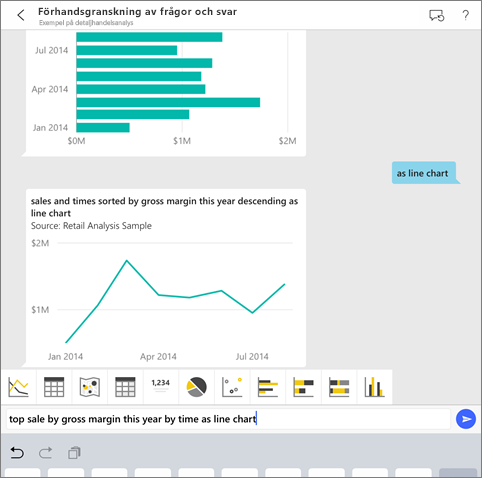 Förhandsgranskning av frågor och svar
Exempel på detaljhandelsanalys
?
Jul 2014
Apr 2014
Jan 2014
$0M $1M $2M
as line chart
sales and times sorted by gross margin this year descending as
line chart
Source: Retail Analysis Sample
$2M
$1M
Jan 2014 Apr 2014 Jul 2014
1,234
top sale by gross margin this year by time as line chart